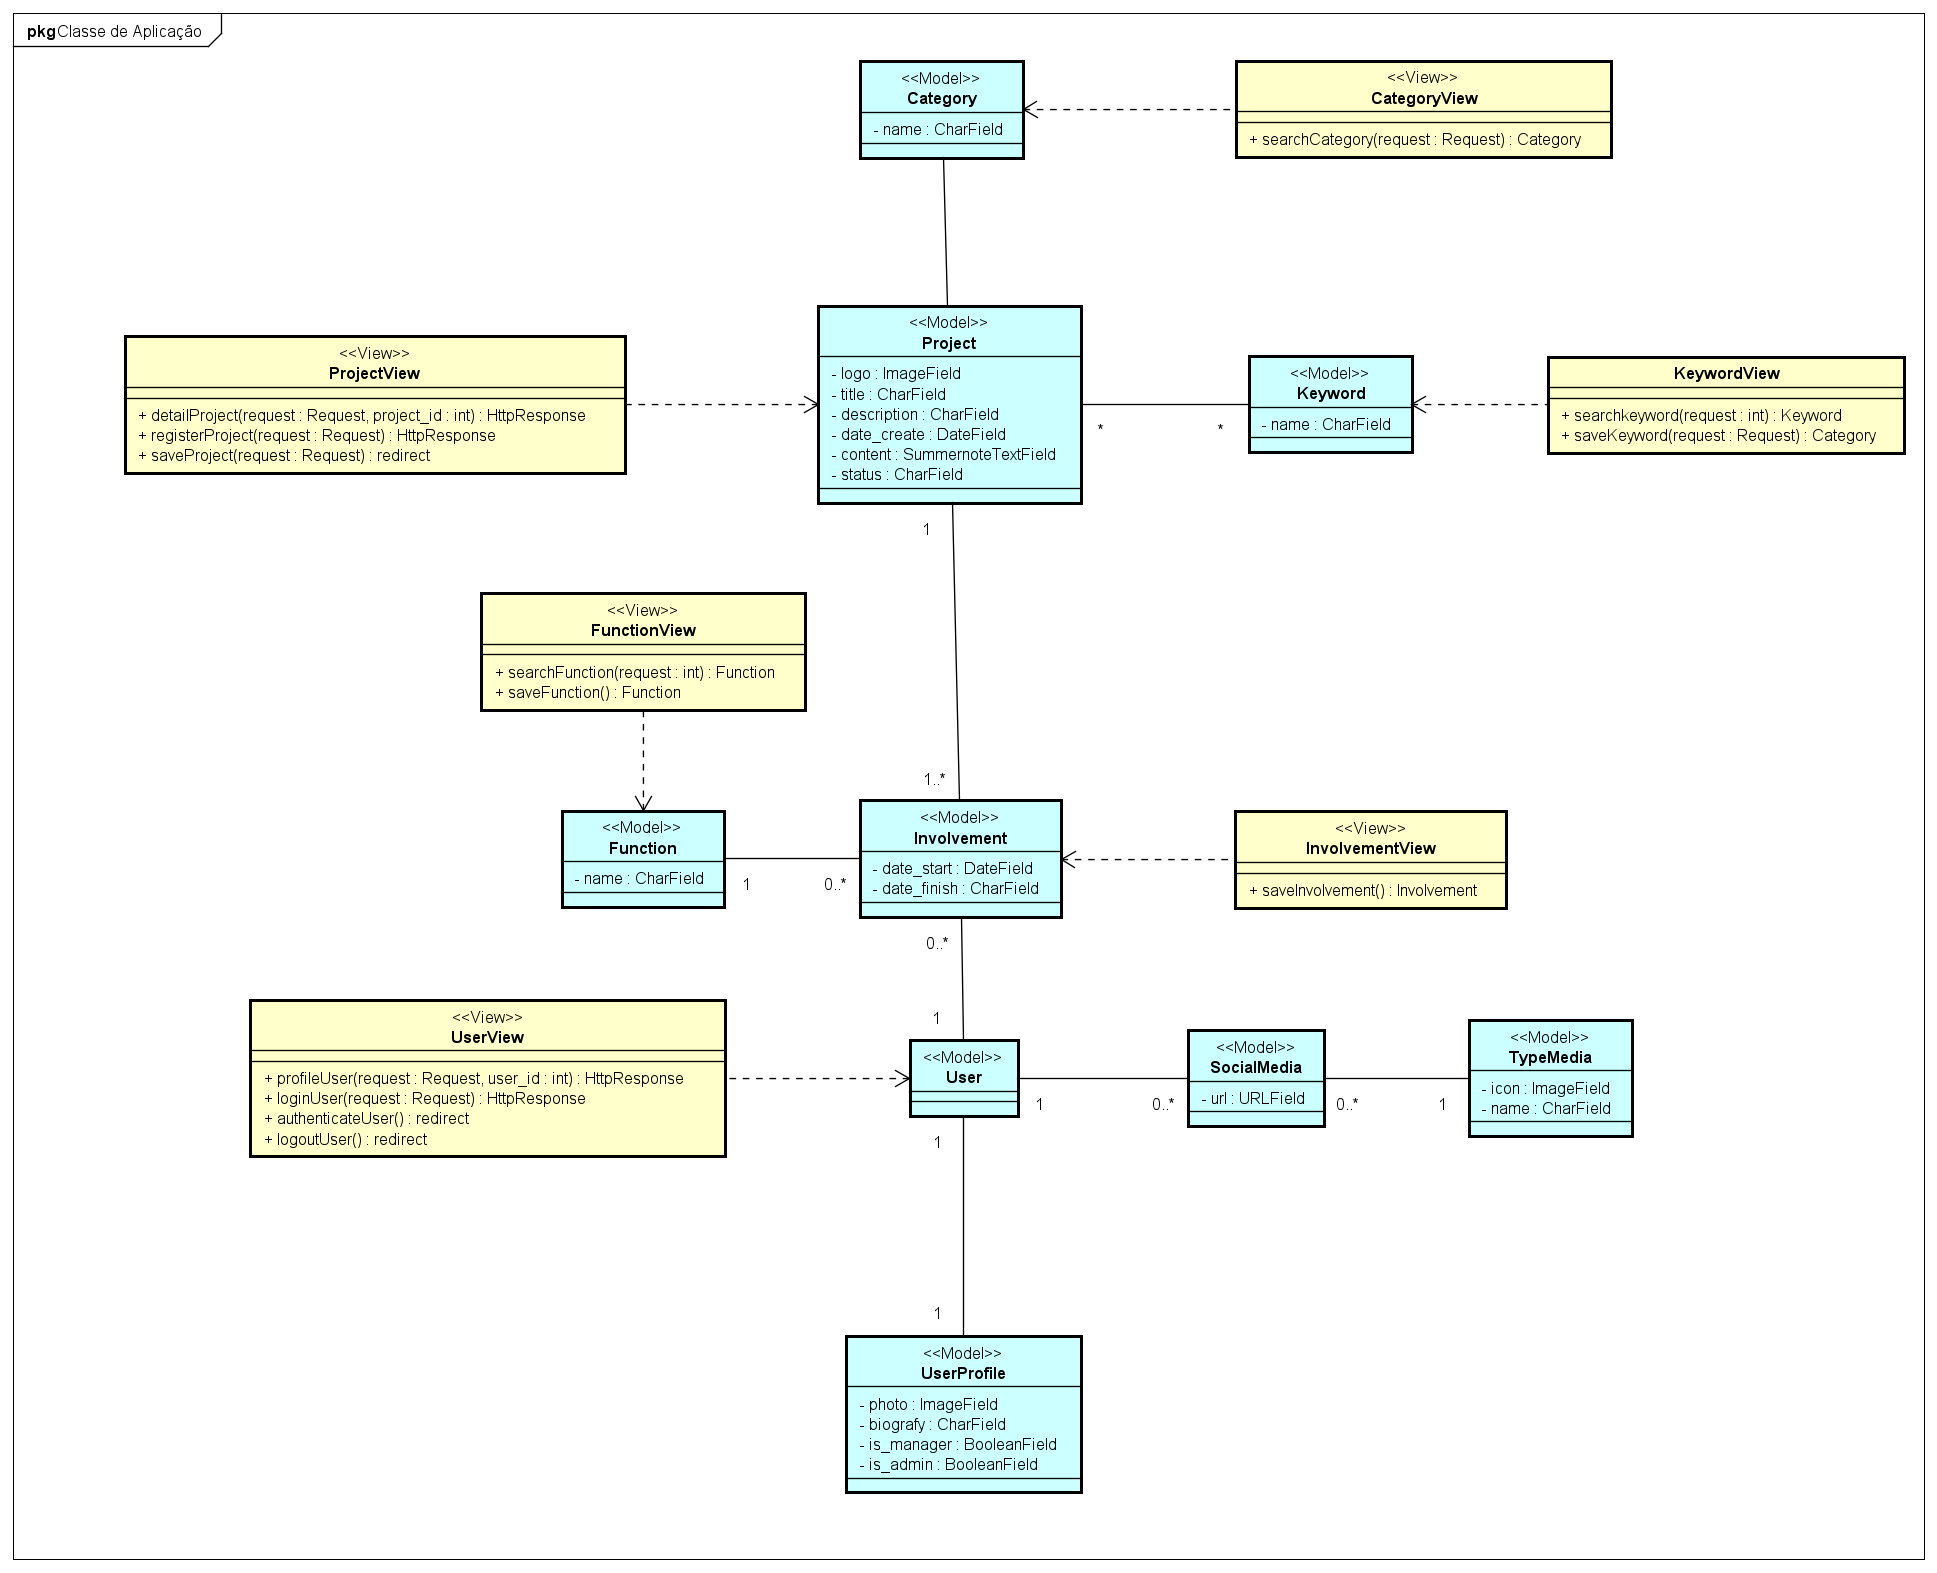 pkg Classe de Aplicação
<<Model>>
Category
- name : CharField
<<View>>
CategoryView
+ searchCategory(request : Request) : Category
<<Model>>
Project
- logo : ImageField
- title : CharField
- description : CharField
- date_create : DateField
- content : SummernoteTextField
- status : CharField
<<View>>
ProjectView
+ detailProject(request : Request, project_id : int) : HttpResponse
+ registerProject(request : Request) : HttpResponse
+ saveProject(request : Request) : redirect
<<Model>>
Keyword
- name : CharField
KeywordView
+ searchkeyword(request : int) : Keyword
+ saveKeyword(request : Request) : Category
*
*
1
<<View>>
FunctionView
+ searchFunction(request : int) : Function
+ saveFunction() : Function
1..*
<<Model>>
Function
- name : CharField
1
0..*
<<Model>>
Involvement
- date_start : DateField
- date_finish : CharField
<<View>>
InvolvementView
+ saveInvolvement() : Involvement
0..*
1
<<View>>
UserView
+ profileUser(request : Request, user_id : int) : HttpResponse
+ loginUser(request : Request) : HttpResponse
+ authenticateUser() : redirect
+ logoutUser() : redirect
<<Model>>
User
1
0..*
<<Model>>
SocialMedia
- url : URLField
0..*
1
<<Model>>
TypeMedia
- icon : ImageField
- name : CharField
1
1
<<Model>>
UserProfile
- photo : ImageField
- biografy : CharField
- is_manager : BooleanField
- is_admin : BooleanField